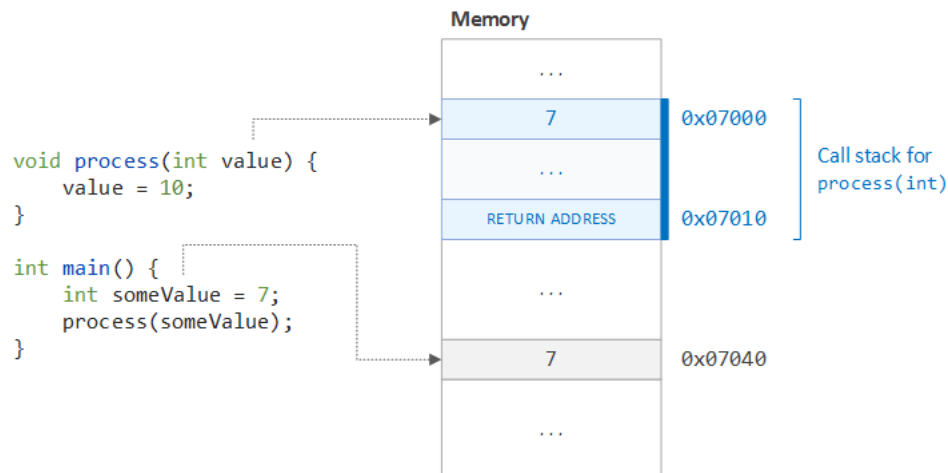 Memory
...
7 0x07000
void process(int value) {
    value = 10;
}
...
Call stack for
process(int)
RETURN ADDRESS 0x07010
int main() {
    int someValue = 7;
    process(someValue);
}
...
7 0x07040
...